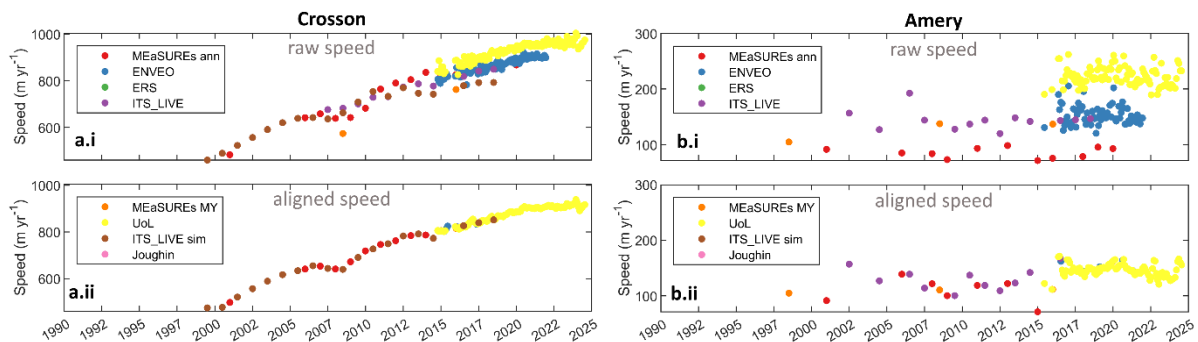 Crosson
raw speed
1000
800
600
Speed (m yr⁻¹)
MEaSUREs ann
ENVEO
ERS
ITS_LIVE
a.i
aligned speed
1000
800
600
Speed (m yr⁻¹)
MEaSUREs MY
UoL
ITS_LIVE sim
Joughin
a.ii
1990 1992 1995 1997 2000 2002 2005 2007 2010 2012 2015 2017 2020 2022 2025
Amery
raw speed
300
200
100
Speed (m yr⁻¹)
MEaSUREs ann
ENVEO
ERS
ITS_LIVE
b.i
aligned speed
300
200
100
Speed (m yr⁻¹)
MEaSUREs MY
UoL
ITS_LIVE sim
Joughin
b.ii
1990 1992 1995 1997 2000 2002 2005 2007 2010 2012 2015 2017 2020 2022 2025